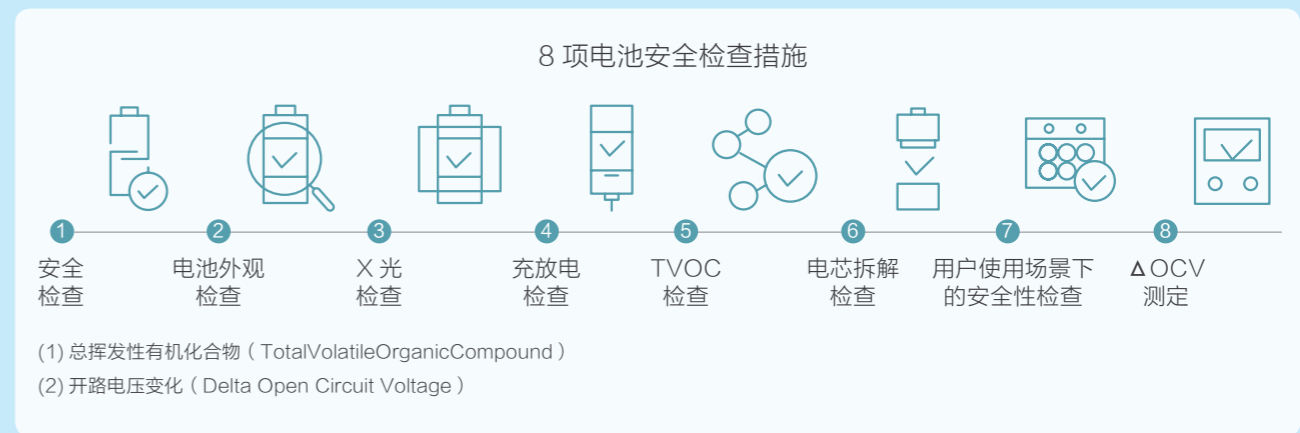 8 项电池安全检查措施
1 2 3 4 5 6 7 8
安全 电池外观 X 光 充放电 TVOC 电芯拆解 用户使用场景下 ΔOCV
检查 检查 检查 检查 检查 检查 的安全性检查 测定
(1) 总挥发性有机化合物（TotalVolatileOrganicCompound）
(2) 开路电压变化（Delta Open Circuit Voltage）